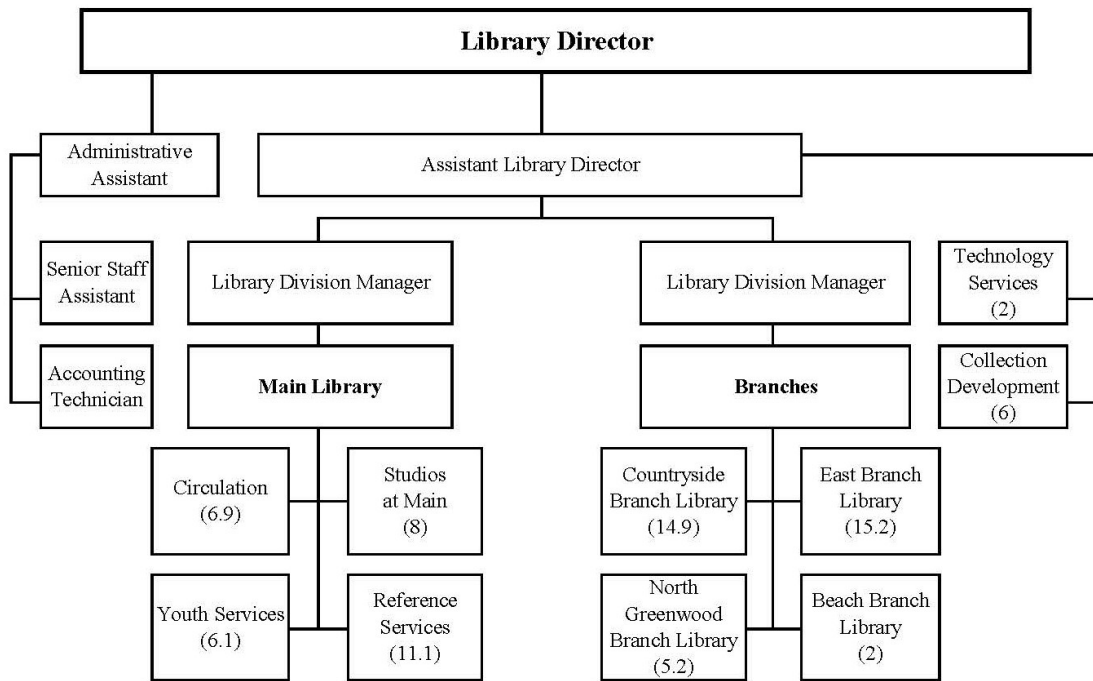 Library Director
Administrative
Assistant
Assistant Library Director
Senior Staff
Assistant
Library Division Manager
Library Division Manager
Technology
Services
(2)
Accounting
Technician
Main Library
Branches
Collection
Development
(6)
Circulation
(6.9)
Studios
at Main
(8)
Countryside
Branch Library
(14.9)
East Branch
Library
(15.2)
Youth Services
(6.1)
Reference
Services
(11.1)
North
Greenwood
Branch Library
(5.2)
Beach Branch
Library
(2)